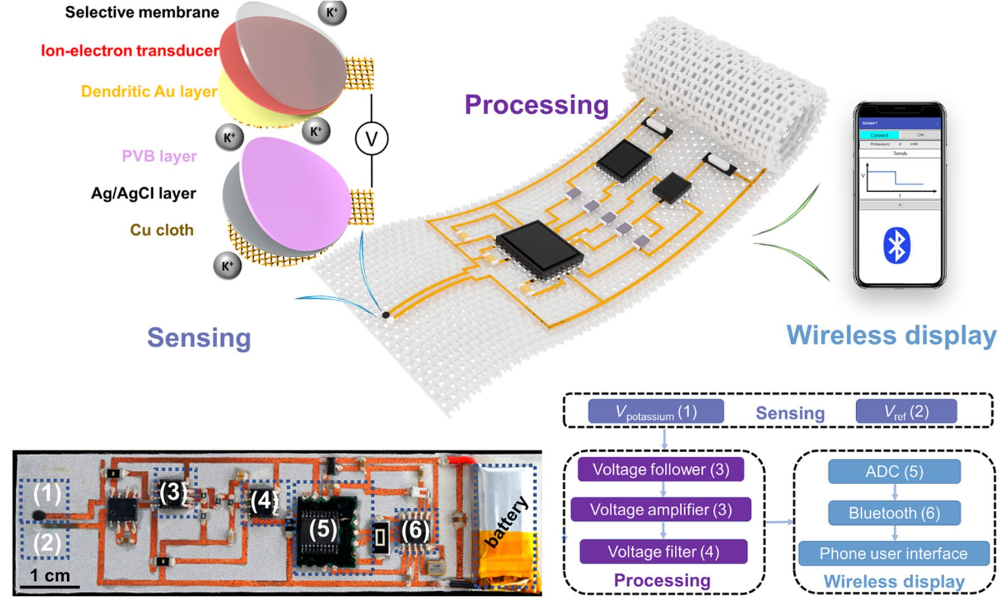 Selective membrane
K⁺
Ion-electron transducer
Dendritic Au layer
K⁺
K⁺
V
PVB layer
Ag/AgCl layer
Cu cloth
K⁺
Sensing
Processing
Screen1
Connect
ON
Potassium: 0 mM
Trends
V
t
P
Wireless display
(1)
(2)
(3)
(4)
(5)
(6)
battery
1 cm
Vpotassium (1)
Sensing
Vref (2)
Voltage follower (3)
Voltage amplifier (3)
Voltage filter (4)
Processing
ADC (5)
Bluetooth (6)
Phone user interface
Wireless display